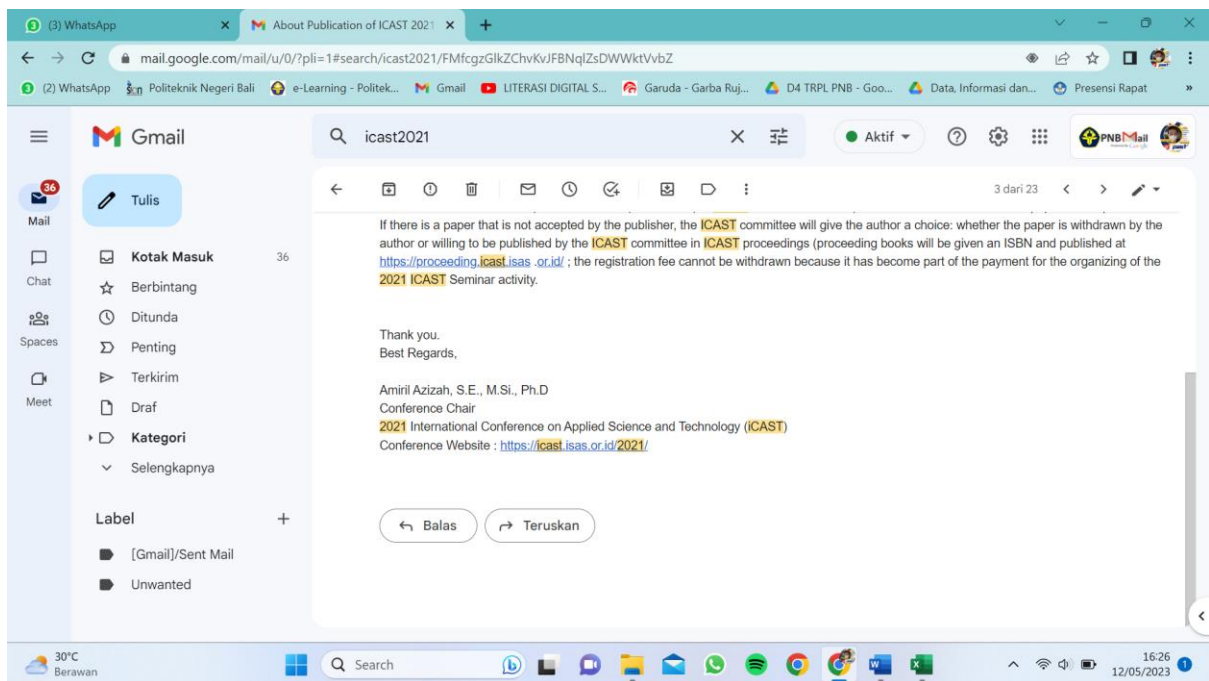 (3) WhatsApp
About Publication of ICAST 2021
mail.google.com/mail/u/0/?pli=1#search/icast2021/FMfcgzGlkZChvKvJFBNqlZsDWWktVvbZ
(2) WhatsApp Politeknik Negeri Bali e-Learning - Politek... Gmail LITERASI DIGITAL S... Garuda - Garba Ruj... D4 TRPL PNB - Goo... Data, Informasi dan... Presensi Rapat »
Gmail
icast2021
Aktif
PNBMail
36
Mail
Chat
Spaces
Meet
Tulis
Kotak Masuk 36
Berbintang
Ditunda
Penting
Terkirim
Draf
Kategori
Selengkapnya
Label
[Gmail]/Sent Mail
Unwanted
3 dari 23
If there is a paper that is not accepted by the publisher, the ICAST committee will give the author a choice: whether the paper is withdrawn by the
author or willing to be published by the ICAST committee in ICAST proceedings (proceeding books will be given an ISBN and published at
https://proceeding.icast.isas .or.id/ ; the registration fee cannot be withdrawn because it has become part of the payment for the organizing of the
2021 ICAST Seminar activity.
Thank you.
Best Regards,
Amiril Azizah, S.E., M.Si., Ph.D
Conference Chair
2021 International Conference on Applied Science and Technology (iCAST)
Conference Website : https://icast.isas.or.id/2021/
Balas
Teruskan
30°C
Berawan
Search
16:26
12/05/2023
1